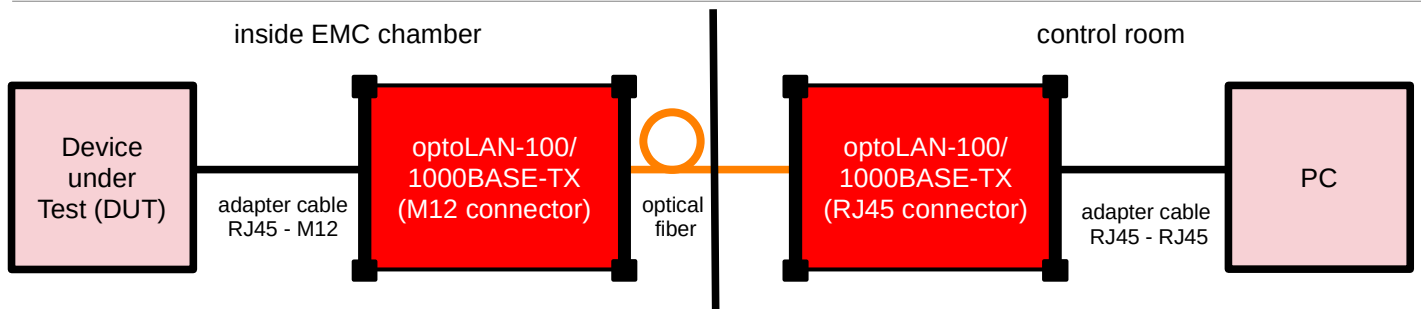 inside EMC chamber
control room
Device
under
Test (DUT)
adapter cable
RJ45 - M12
optoLAN-100/
1000BASE-TX
(M12 connector)
optical
fiber
optoLAN-100/
1000BASE-TX
(RJ45 connector)
adapter cable
RJ45 - RJ45
PC